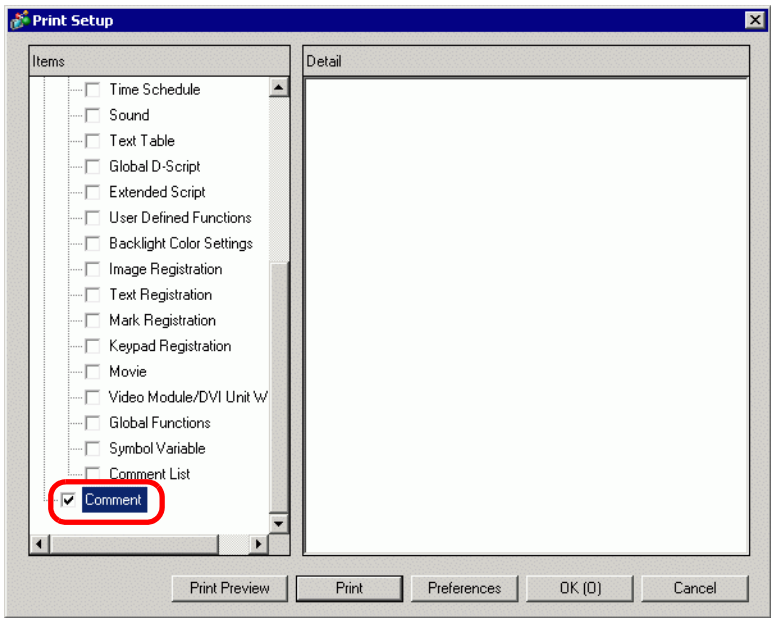 Print Setup
Items
Detail
Time Schedule
Sound
Text Table
Global D-Script
Extended Script
User Defined Functions
Backlight Color Settings
Image Registration
Text Registration
Mark Registration
Keypad Registration
Movie
Video Module/DVI Unit W
Global Functions
Symbol Variable
Comment List
Comment
Print Preview
Print
Preferences
OK (O)
Cancel